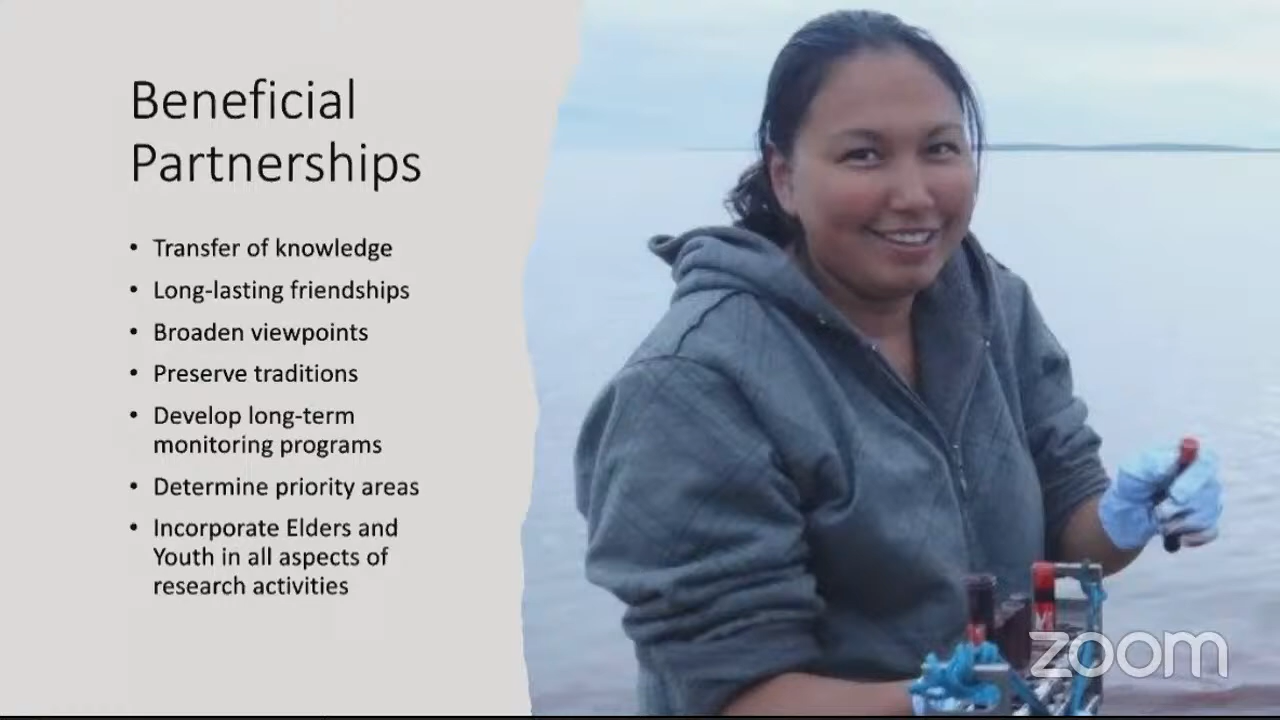 Beneficial
Partnerships
• Transfer of knowledge
• Long-lasting friendships
• Broaden viewpoints
• Preserve traditions
• Develop long-term
monitoring programs
• Determine priority areas
• Incorporate Elders and
Youth in all aspects of
research activities
zoom